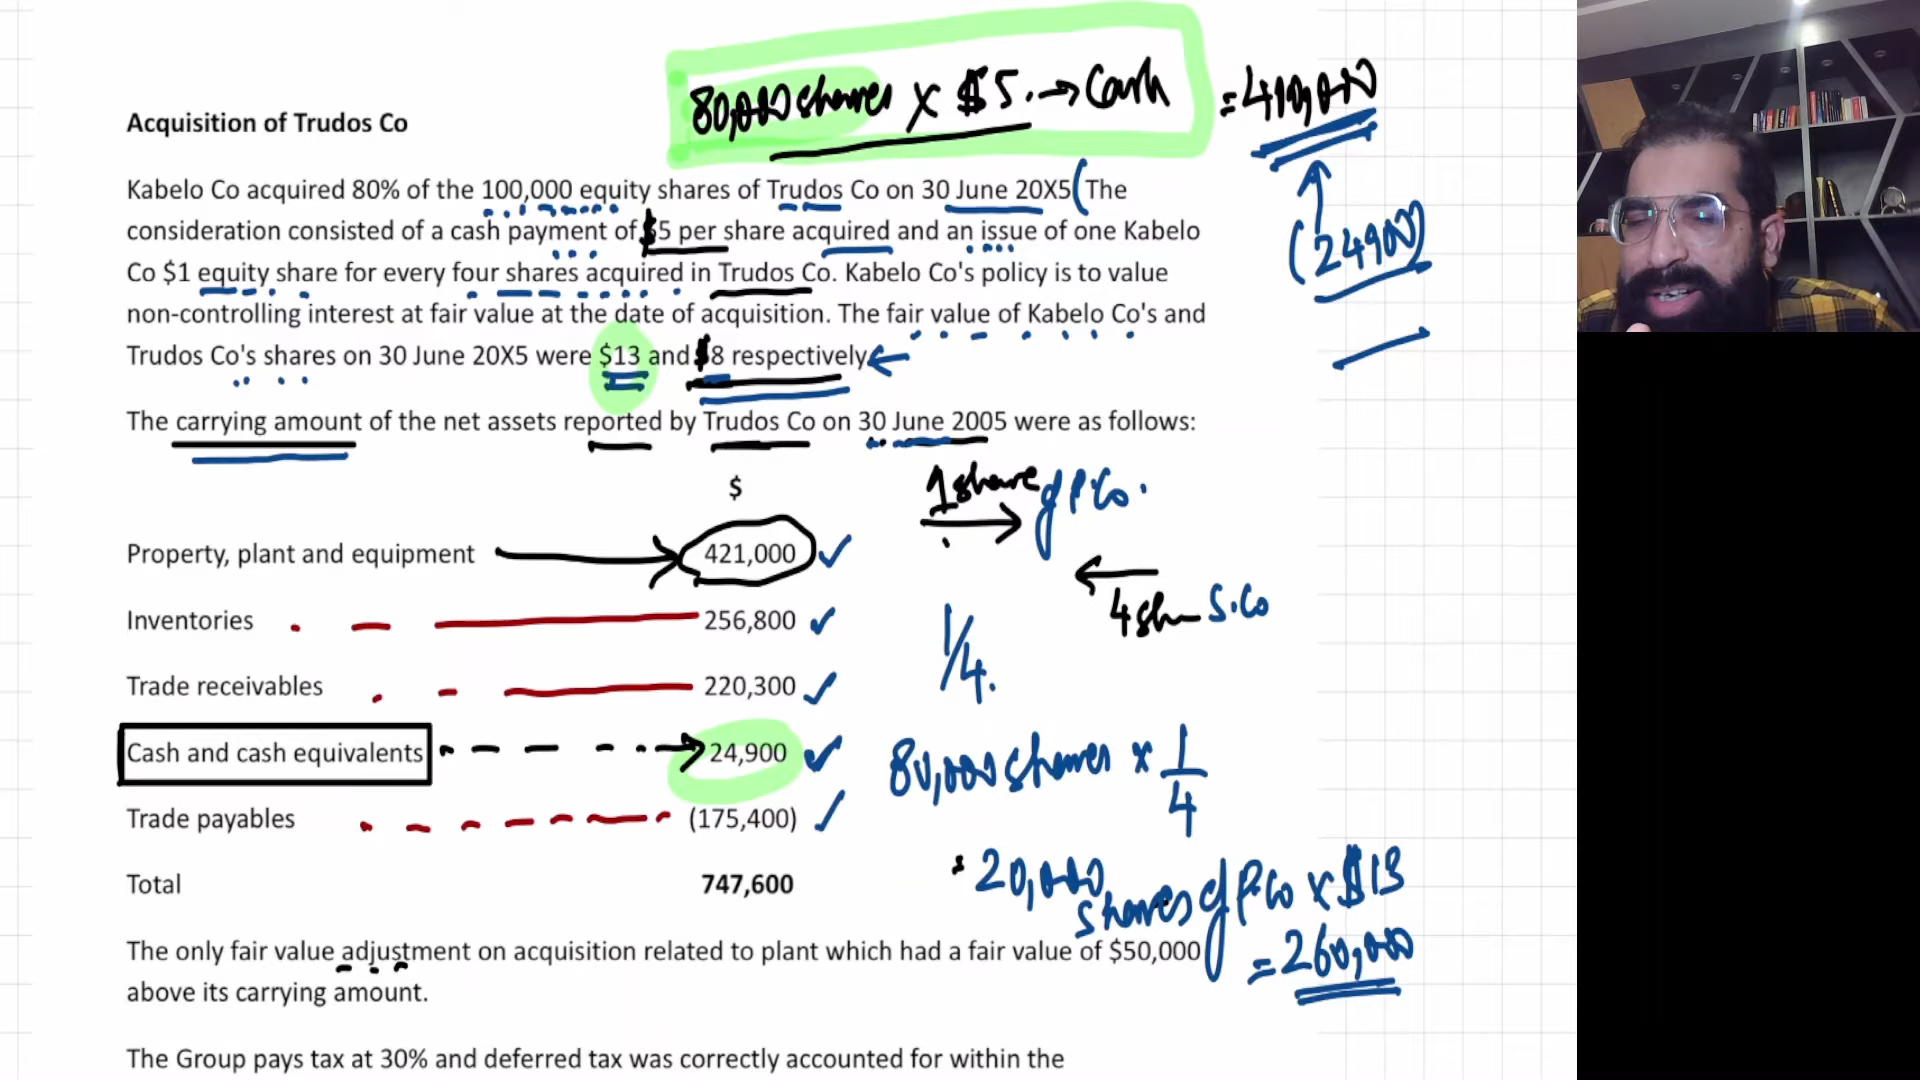 80,000 shares × $5. → Cash = 400,000
Acquisition of Trudos Co
Kabelo Co acquired 80% of the 100,000 equity shares of Trudos Co on 30 June 20X5 (The
consideration consisted of a cash payment of $5 per share acquired and an issue of one Kabelo
(24900)
Co $1 equity share for every four shares acquired in Trudos Co. Kabelo Co's policy is to value
non-controlling interest at fair value at the date of acquisition. The fair value of Kabelo Co's and
Trudos Co's shares on 30 June 20X5 were $13 and $8 respectively
The carrying amount of the net assets reported by Trudos Co on 30 June 2005 were as follows:
$
1 share of P.Co.
Property, plant and equipment 421,000
4 sh S.Co
Inventories 256,800
1/4.
Trade receivables 220,300
Cash and cash equivalents 24,900
80,000 shares × 1/4
Trade payables (175,400)
Total 747,600
= 20,000 shares of P.Co × $13
= 260,000
The only fair value adjustment on acquisition related to plant which had a fair value of $50,000
above its carrying amount.
The Group pays tax at 30% and deferred tax was correctly accounted for within the